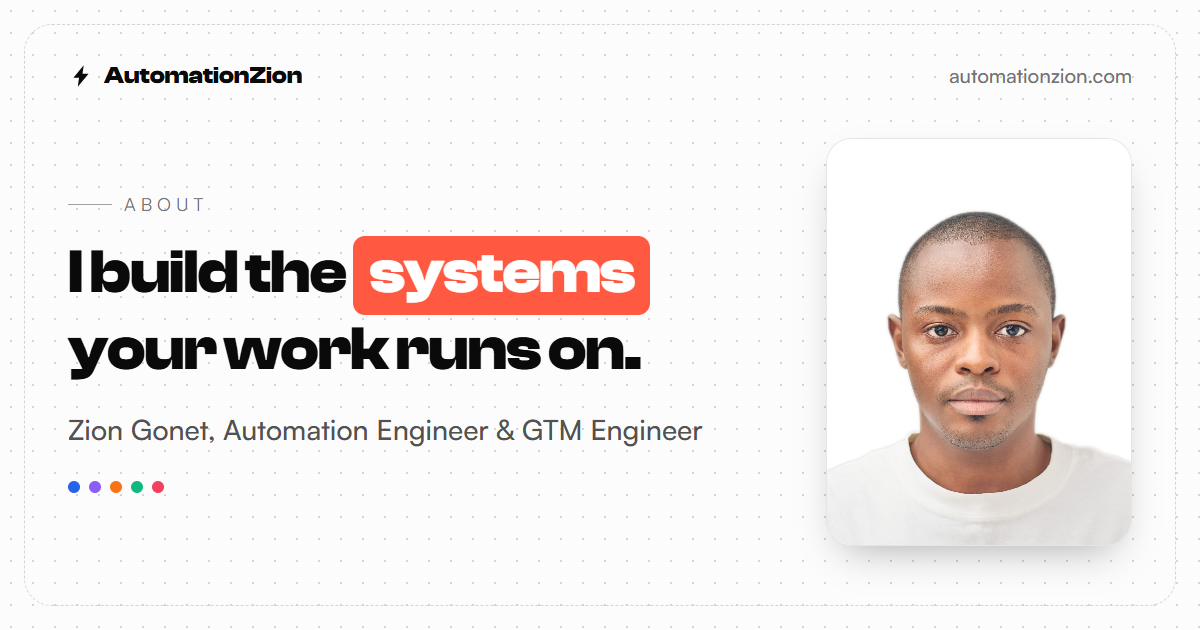 AutomationZion
automationzion.com
ABOUT
I build the systems
your work runs on.
Zion Gonet, Automation Engineer & GTM Engineer